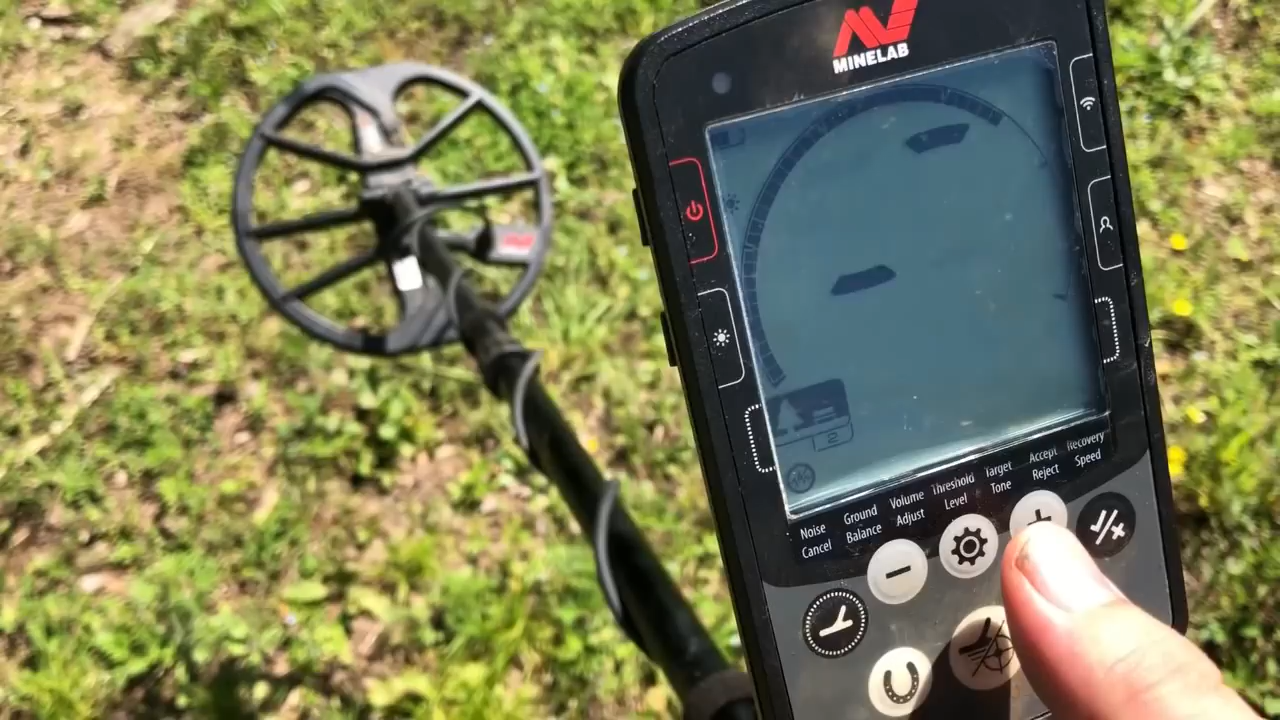 MINELAB
2
Noise
Cancel
Ground
Balance
Volume
Adjust
Threshold
Level
Target
Tone
Accept
Reject
Recovery
Speed